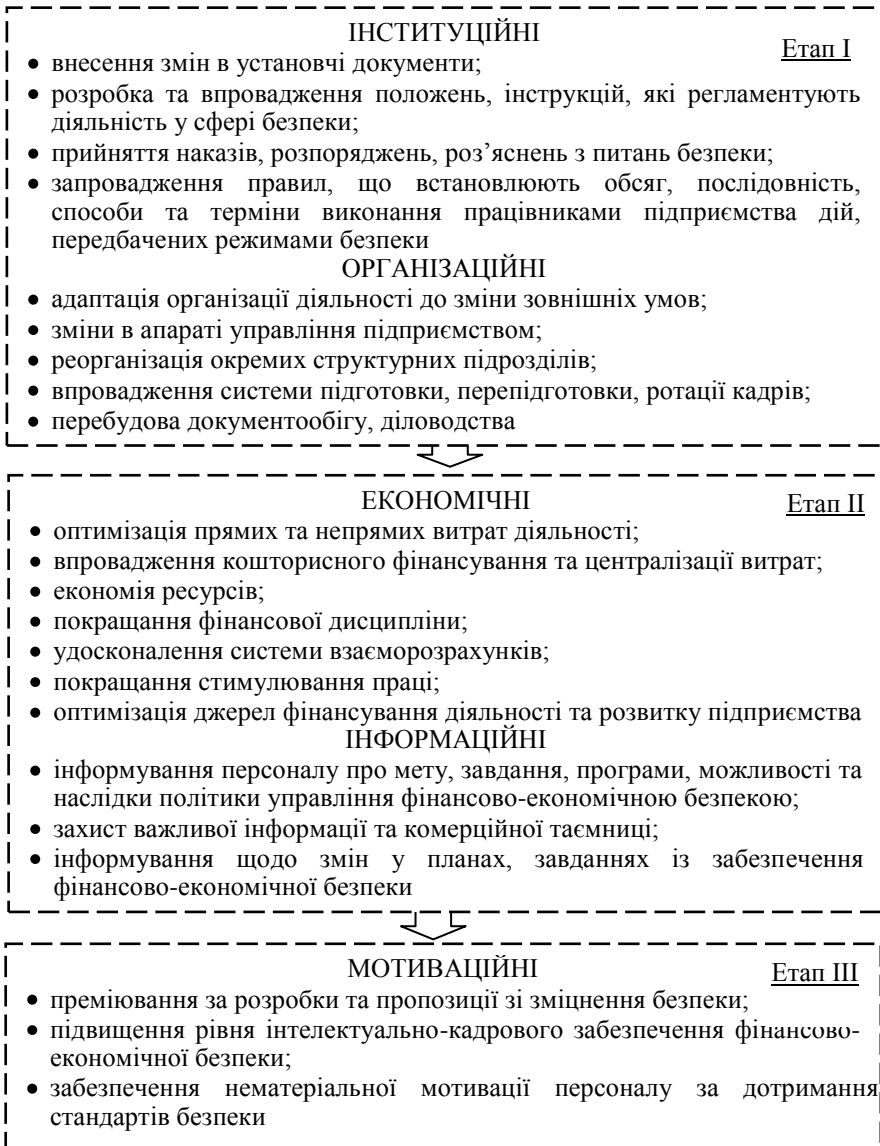 ІНСТИТУЦІЙНІ
Етап І
• внесення змін в установчі документи;
• розробка та впровадження положень, інструкцій, які регламентують
діяльність у сфері безпеки;
• прийняття наказів, розпоряджень, роз’яснень з питань безпеки;
• запровадження правил, що встановлюють обсяг, послідовність,
способи та терміни виконання працівниками підприємства дій,
передбачених режимами безпеки
ОРГАНІЗАЦІЙНІ
• адаптація організації діяльності до зміни зовнішніх умов;
• зміни в апараті управління підприємством;
• реорганізація окремих структурних підрозділів;
• впровадження системи підготовки, перепідготовки, ротації кадрів;
• перебудова документообігу, діловодства
ЕКОНОМІЧНІ
Етап ІІ
• оптимізація прямих та непрямих витрат діяльності;
• впровадження кошторисного фінансування та централізації витрат;
• економія ресурсів;
• покращання фінансової дисципліни;
• удосконалення системи взаєморозрахунків;
• покращання стимулювання праці;
• оптимізація джерел фінансування діяльності та розвитку підприємства
ІНФОРМАЦІЙНІ
• інформування персоналу про мету, завдання, програми, можливості та
наслідки політики управління фінансово-економічною безпекою;
• захист важливої інформації та комерційної таємниці;
• інформування щодо змін у планах, завданнях із забезпечення
фінансово-економічної безпеки
МОТИВАЦІЙНІ
Етап ІІІ
• преміювання за розробки та пропозиції зі зміцнення безпеки;
• підвищення рівня інтелектуально-кадрового забезпечення фінансово-
економічної безпеки;
• забезпечення нематеріальної мотивації персоналу за дотримання
стандартів безпеки